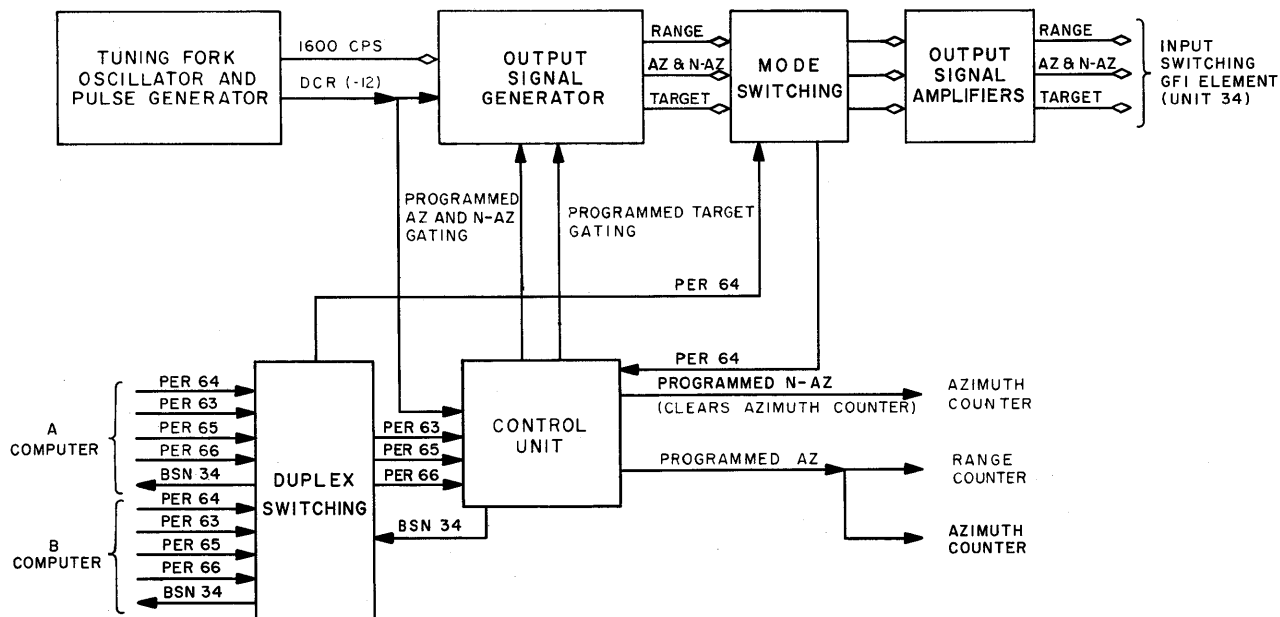 TUNING FORK
OSCILLATOR AND
PULSE GENERATOR
1600 CPS
DCR (-12)
OUTPUT
SIGNAL
GENERATOR
RANGE
AZ & N-AZ
TARGET
MODE
SWITCHING
OUTPUT
SIGNAL
AMPLIFIERS
RANGE
AZ & N-AZ
TARGET
INPUT
SWITCHING
GFI ELEMENT
(UNIT 34)
PROGRAMMED
AZ AND N-AZ
GATING
PROGRAMMED TARGET
GATING
PER 64
PER 64
A
COMPUTER
PER 64
PER 63
PER 65
PER 66
BSN 34
B
COMPUTER
PER 64
PER 63
PER 65
PER 66
BSN 34
DUPLEX
SWITCHING
PER 63
PER 65
PER 66
BSN 34
CONTROL
UNIT
PROGRAMMED N-AZ
(CLEARS AZIMUTH COUNTER)
AZIMUTH
COUNTER
PROGRAMMED AZ
RANGE
COUNTER
AZIMUTH
COUNTER